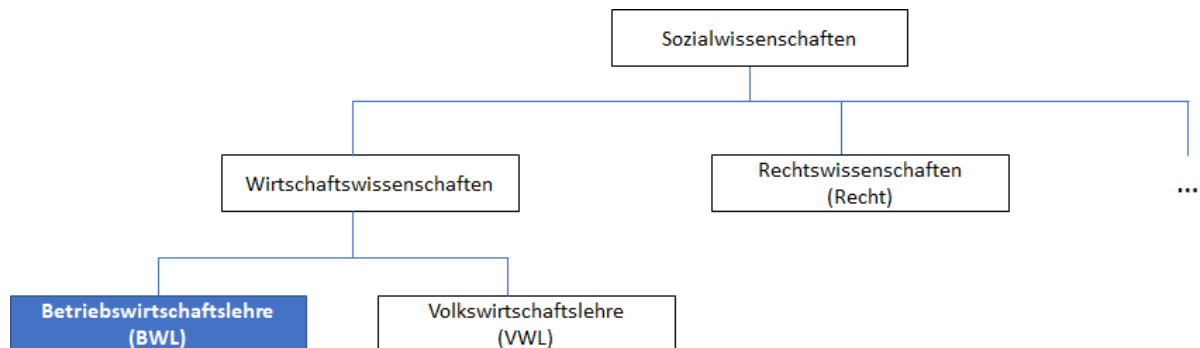 Sozialwissenschaften
Wirtschaftswissenschaften
Rechtswissenschaften
(Recht)
...
Betriebswirtschaftslehre
(BWL)
Volkswirtschaftslehre
(VWL)